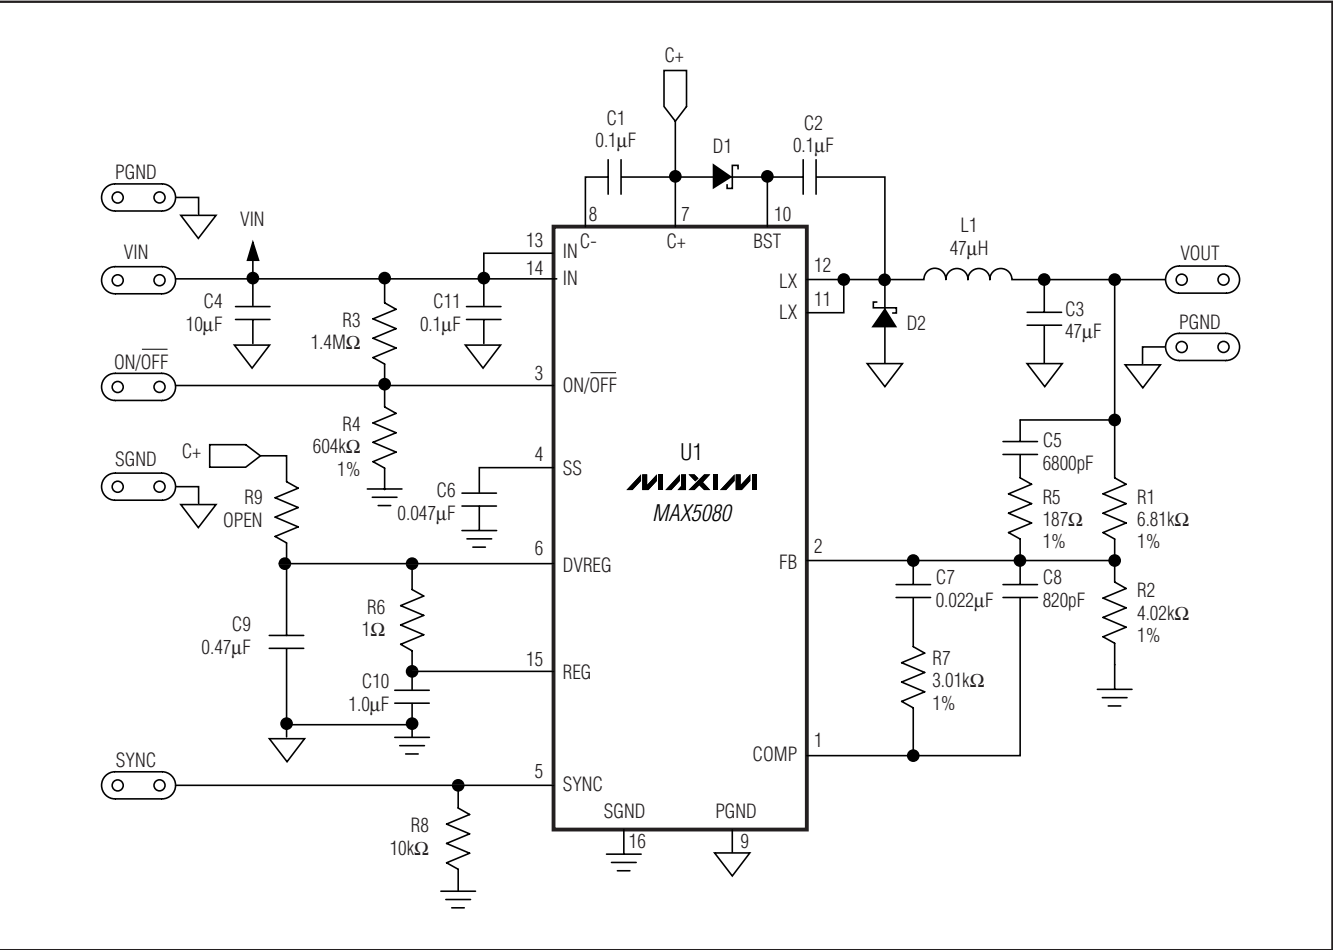 C+
C1
0.1µF
D1
C2
0.1µF
PGND
VIN
VIN
8
7
10
C-
C+
BST
13
IN
14
IN
C4
10µF
R3
1.4MΩ
C11
0.1µF
ON/OFF
3
ON/OFF
R4
604kΩ
1%
C+
SGND
R9
OPEN
4
SS
C6
0.047µF
6
DVREG
R6
1Ω
C9
0.47µF
15
REG
C10
1.0µF
SYNC
5
SYNC
R8
10kΩ
U1
MAXIM
MAX5080
SGND
16
PGND
9
LX
12
LX
11
L1
47µH
D2
C3
47µF
VOUT
PGND
C5
6800pF
R5
187Ω
1%
R1
6.81kΩ
1%
FB
2
C7
0.022µF
C8
820pF
R2
4.02kΩ
1%
R7
3.01kΩ
1%
COMP
1